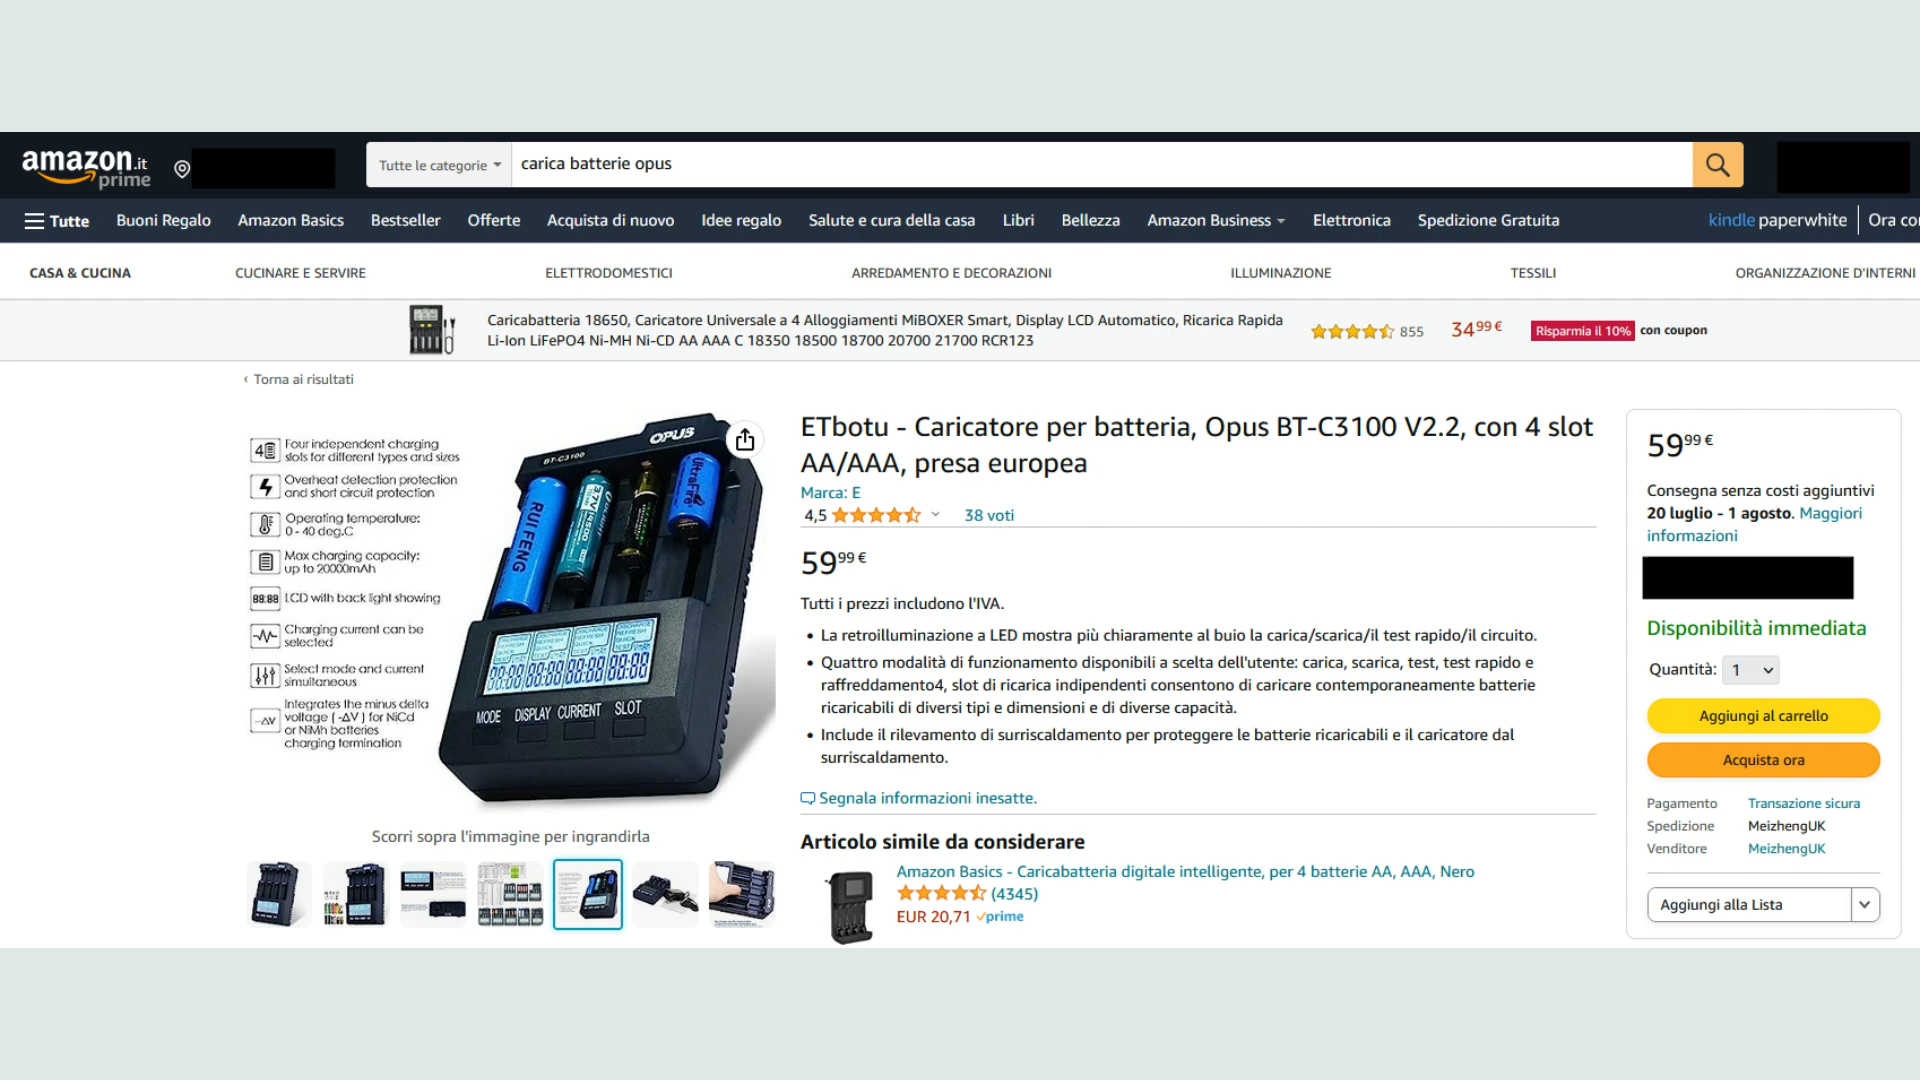 amazon.it
prime
Tutte le categorie
carica batterie opus
Tutte
Buoni Regalo
Amazon Basics
Bestseller
Offerte
Acquista di nuovo
Idee regalo
Salute e cura della casa
Libri
Bellezza
Amazon Business
Elettronica
Spedizione Gratuita
kindle paperwhite
Ora co
CASA & CUCINA
CUCINARE E SERVIRE
ELETTRODOMESTICI
ARREDAMENTO E DECORAZIONI
ILLUMINAZIONE
TESSILI
ORGANIZZAZIONE D'INTERNI
Caricabatteria 18650, Caricatore Universale a 4 Alloggiamenti MiBOXER Smart, Display LCD Automatico, Ricarica Rapida
Li-Ion LiFePO4 Ni-MH Ni-CD AA AAA C 18350 18500 18700 20700 21700 RCR123
855
34,99 €
Risparmia il 10% con coupon
‹ Torna ai risultati
4
Four independent charging
slots for different types and sizes
Overheat detection protection
and short circuit protection
Operating temperature:
0 - 40 deg.C
Max charging capacity:
up to 20000mAh
88:88
LCD with back light showing
Charging current can be
selected
Select mode and current
simultaneous
-ΔV
Integrates the minus delta
voltage ( -ΔV ) for NiCd
or NiMh batteries
charging termination
OPUS
BT-C3100
RUI FENG
3.7V 14500
UltraFire
DISCHARGE
REFRESH
QUICK
TEST
MODE DISPLAY CURRENT SLOT
Scorri sopra l'immagine per ingrandirla
ETbotu - Caricatore per batteria, Opus BT-C3100 V2.2, con 4 slot
AA/AAA, presa europea
Marca: E
4,5
38 voti
59,99 €
Tutti i prezzi includono l'IVA.
• La retroilluminazione a LED mostra più chiaramente al buio la carica/scarica/il test rapido/il circuito.
• Quattro modalità di funzionamento disponibili a scelta dell'utente: carica, scarica, test, test rapido e
raffreddamento4, slot di ricarica indipendenti consentono di caricare contemporaneamente batterie
ricaricabili di diversi tipi e dimensioni e di diverse capacità.
• Include il rilevamento di surriscaldamento per proteggere le batterie ricaricabili e il caricatore dal
surriscaldamento.
Segnala informazioni inesatte.
Articolo simile da considerare
Amazon Basics - Caricabatteria digitale intelligente, per 4 batterie AA, AAA, Nero
(4345)
EUR 20,71 prime
59,99 €
Consegna senza costi aggiuntivi
20 luglio - 1 agosto. Maggiori
informazioni
Disponibilità immediata
Quantità: 1
Aggiungi al carrello
Acquista ora
Pagamento Transazione sicura
Spedizione MeizhengUK
Venditore MeizhengUK
Aggiungi alla Lista